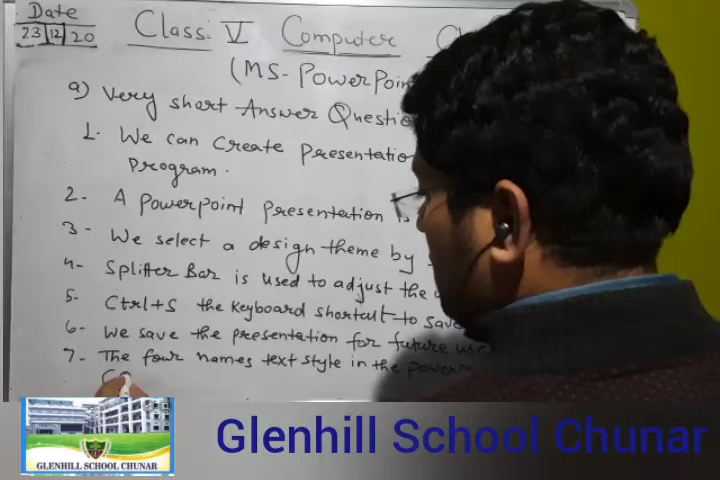 Date
23 12 20
Class: V Computer
(MS-PowerPoin
a) Very short Answer Questio
1. We can Create Presentatio
Program.
2. A Powerpoint Presentation is
3- We select a design theme by
4- Splitter Bar is used to adjust the
5. Ctrl+S the Keyboard shortcut to save
6- We save the presentation for future use
7- The four names text style in the power
GLENHILL SCHOOL CHUNAR
Glenhill School Chunar